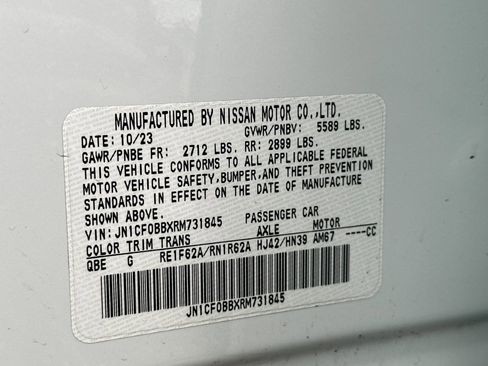 MANUFACTURED BY NISSAN MOTOR CO.,LTD.
DATE: 10/23 GVWR/PNBV: 5589 LBS.
GAWR/PNBE FR: 2712 LBS. RR: 2899 LBS.
THIS VEHICLE CONFORMS TO ALL APPLICABLE FEDERAL
MOTOR VEHICLE SAFETY,BUMPER,AND THEFT PREVENTION
STANDARDS IN EFFECT ON THE DATE OF MANUFACTURE
SHOWN ABOVE.
VIN: JN1CF0BBXRM731845 PASSENGER CAR
COLOR TRIM TRANS AXLE MOTOR
QBE G RE1F62A/RN1R62A HJ42/HN39 AM67 ----CC
JN1CF0BBXRM731845